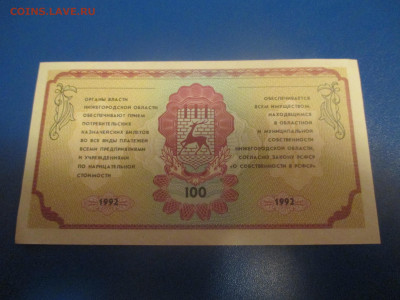 COINS.LAVE.RU
ОРГАНЫ ВЛАСТИ
НИЖЕГОРОДСКОЙ ОБЛАСТИ
ОБЕСПЕЧИВАЮТ ПРИЕМ
ПОТРЕБИТЕЛЬСКИХ
КАЗНАЧЕЙСКИХ БИЛЕТОВ
ВО ВСЕ ВИДЫ ПЛАТЕЖЕЙ
ВСЕМИ ПРЕДПРИЯТИЯМИ
И УЧРЕЖДЕНИЯМИ
ПО НАРИЦАТЕЛЬНОЙ
СТОИМОСТИ
ОБЕСПЕЧИВАЕТСЯ
ВСЕМ ИМУЩЕСТВОМ,
НАХОДЯЩИМСЯ
В ОБЛАСТНОЙ
И МУНИЦИПАЛЬНОЙ
СОБСТВЕННОСТИ
НИЖЕГОРОДСКОЙ ОБЛАСТИ,
СОГЛАСНО ЗАКОНУ РСФСР
«О СОБСТВЕННОСТИ В РСФСР»
100
1992
1992